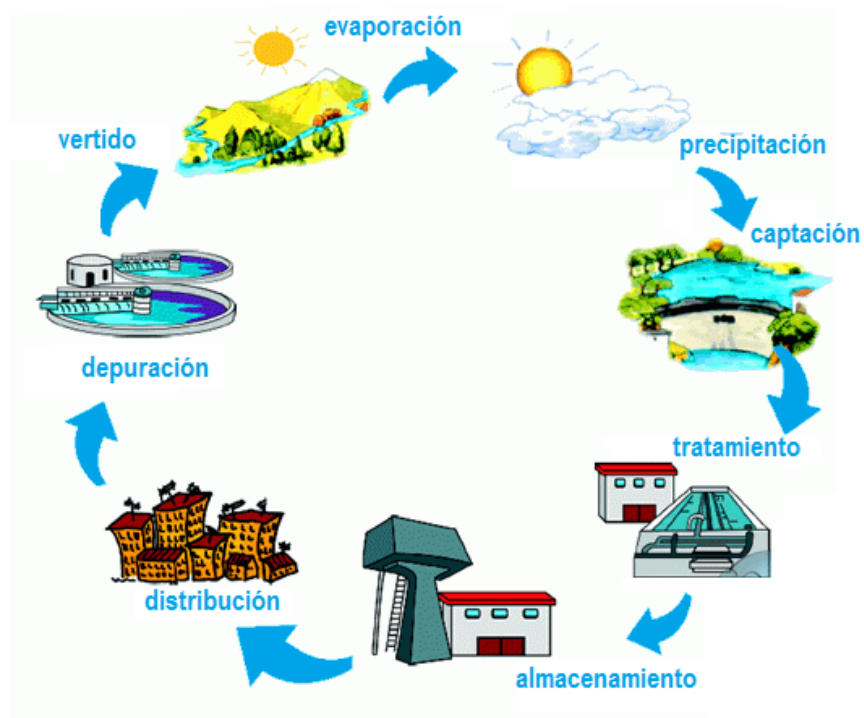 evaporación
precipitación
captación
tratamiento
almacenamiento
distribución
depuración
vertido